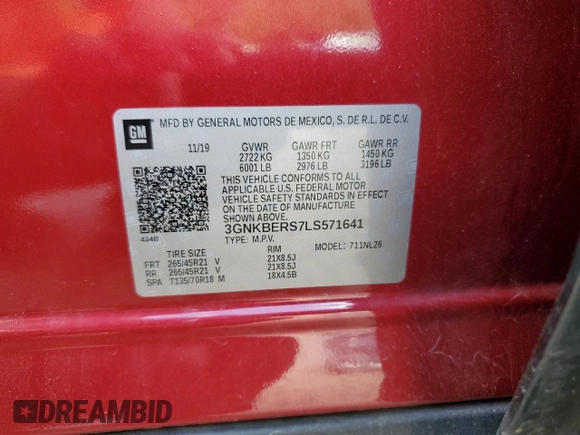 GM
MFD BY GENERAL MOTORS DE MEXICO, S. DE R.L. DE C.V.
11/19 GVWR GAWR FRT GAWR RR
2722 KG 1350 KG 1450 KG
6001 LB 2976 LB 3196 LB
THIS VEHICLE CONFORMS TO ALL
APPLICABLE U.S. FEDERAL MOTOR
VEHICLE SAFETY STANDARDS IN EFFECT
ON THE DATE OF MANUFACTURE
SHOWN ABOVE.
3GNKBERS7LS571641
434B
TYPE: M.P.V. MODEL: 711NL26
TIRE SIZE RIM
FRT 265/45R21 V 21X8.5J
RR 265/45R21 V 21X8.5J
SPA T135/70R18 M 18X4.5B
DREAMBID